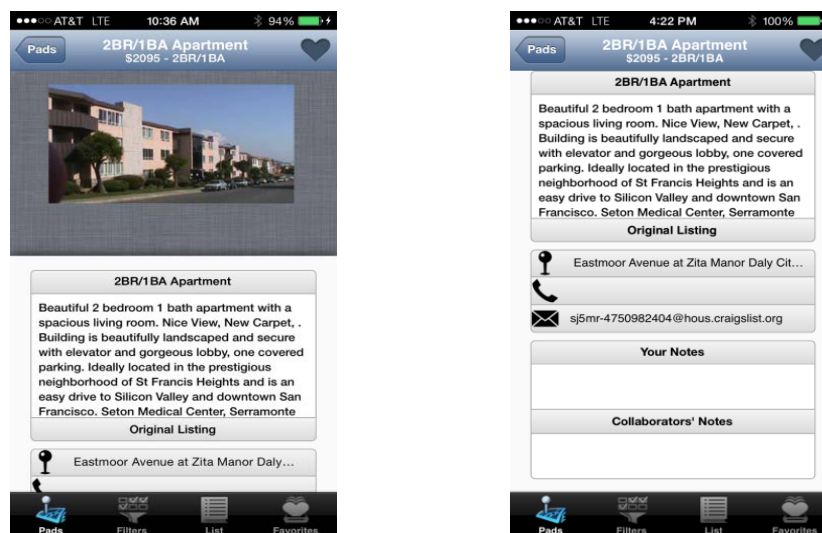 AT&T LTE 10:36 AM 94%
Pads
2BR/1BA Apartment
$2095 - 2BR/1BA
2BR/1BA Apartment
Beautiful 2 bedroom 1 bath apartment with a
spacious living room. Nice View, New Carpet, .
Building is beautifully landscaped and secure
with elevator and gorgeous lobby, one covered
parking. Ideally located in the prestigious
neighborhood of St Francis Heights and is an
easy drive to Silicon Valley and downtown San
Francisco. Seton Medical Center, Serramonte
Original Listing
Eastmoor Avenue at Zita Manor Daly...
Pads Filters List Favorites
AT&T LTE 4:22 PM 100%
Pads
2BR/1BA Apartment
$2095 - 2BR/1BA
2BR/1BA Apartment
Beautiful 2 bedroom 1 bath apartment with a
spacious living room. Nice View, New Carpet, .
Building is beautifully landscaped and secure
with elevator and gorgeous lobby, one covered
parking. Ideally located in the prestigious
neighborhood of St Francis Heights and is an
easy drive to Silicon Valley and downtown San
Francisco. Seton Medical Center, Serramonte
Original Listing
Eastmoor Avenue at Zita Manor Daly Cit...
sj5mr-4750982404@hous.craigslist.org
Your Notes
Collaborators' Notes
Pads Filters List Favorites